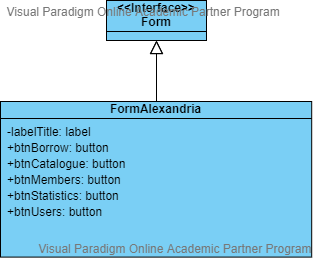 <<Interface>>
Visual Paradigm Online Academic Partner Program
Form
FormAlexandria
-labelTitle: label
+btnBorrow: button
+btnCatalogue: button
+btnMembers: button
+btnStatistics: button
+btnUsers: button
Visual Paradigm Online Academic Partner Program